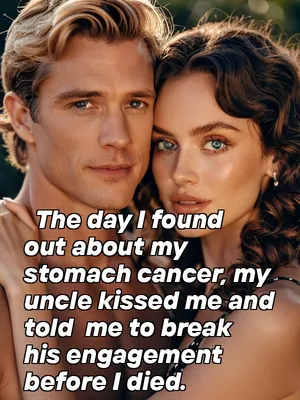 The day I found
out about my
stomach cancer, my
uncle kissed me and
told me to break
his engagement
before I died.